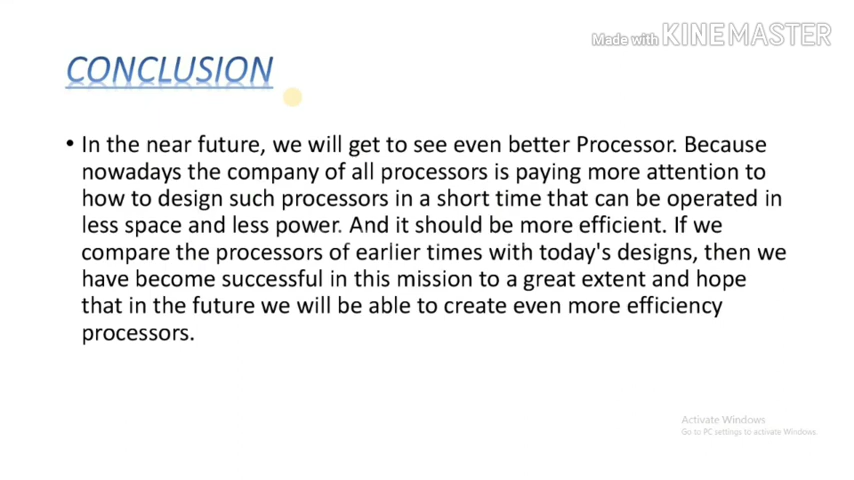 Made with KINEMASTER
CONCLUSION
• In the near future, we will get to see even better Processor. Because
nowadays the company of all processors is paying more attention to
how to design such processors in a short time that can be operated in
less space and less power. And it should be more efficient. If we
compare the processors of earlier times with today's designs, then we
have become successful in this mission to a great extent and hope
that in the future we will be able to create even more efficiency
processors.
Activate Windows
Go to PC settings to activate Windows.